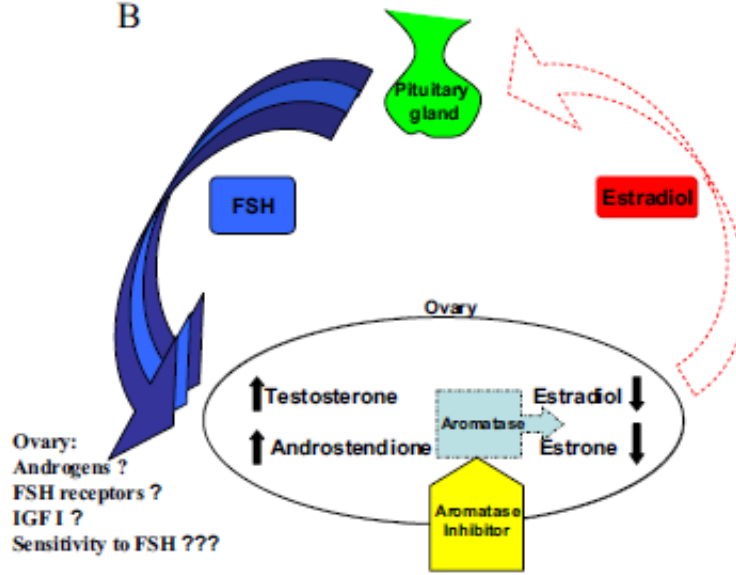 B
Pituitary
gland
FSH
Estradiol
Ovary
Testosterone
Estradiol
Aromatase
Androstendione
Estrone
Ovary:
Androgens ?
FSH receptors ?
IGF I ?
Sensitivity to FSH ???
Aromatase
Inhibitor